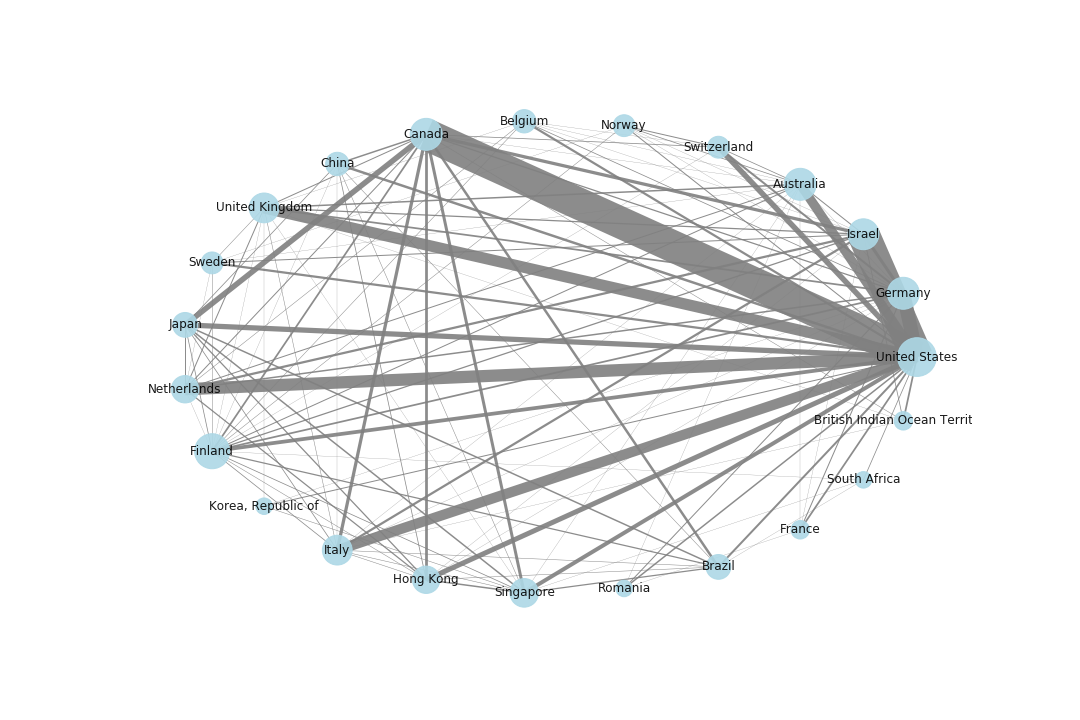 Belgium
Norway
Canada
Switzerland
China
Australia
United Kingdom
Israel
Sweden
Germany
Japan
United States
Netherlands
British Indian Ocean Territ
Finland
South Africa
Korea, Republic of
France
Italy
Brazil
Hong Kong
Romania
Singapore